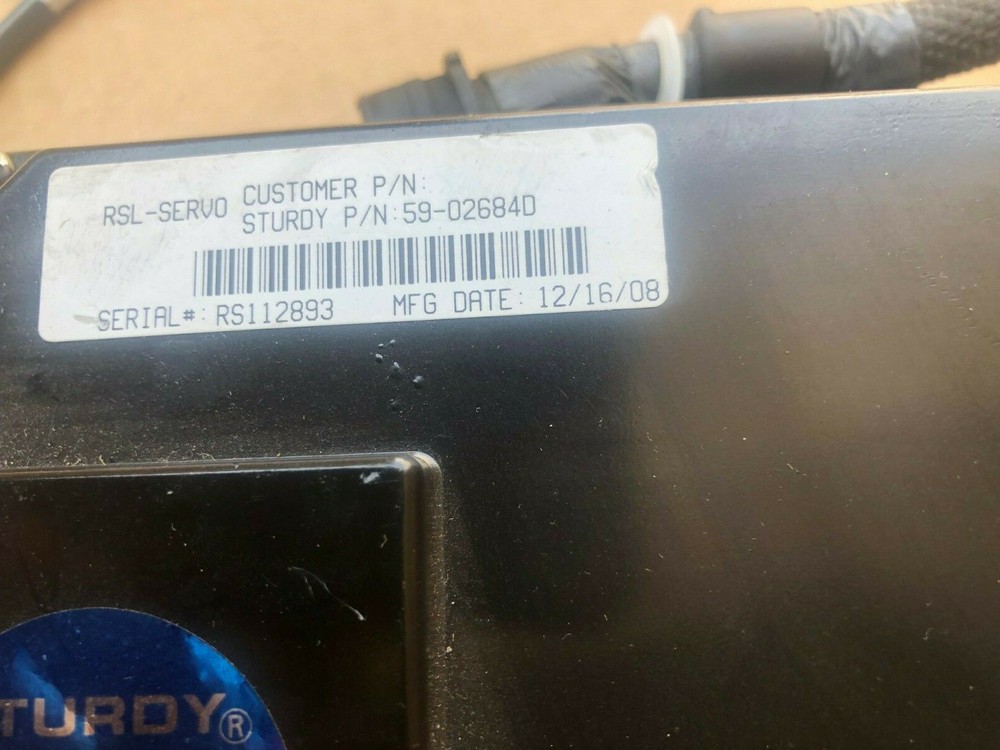 RSL-SERVO CUSTOMER P/N:
STURDY P/N:59-02684D
SERIAL#: RS112893 MFG DATE: 12/16/08
TURDY®